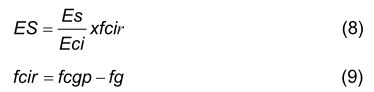 ES = Es/Eci xfcir (8)
fcir = fcgp – fg (9)